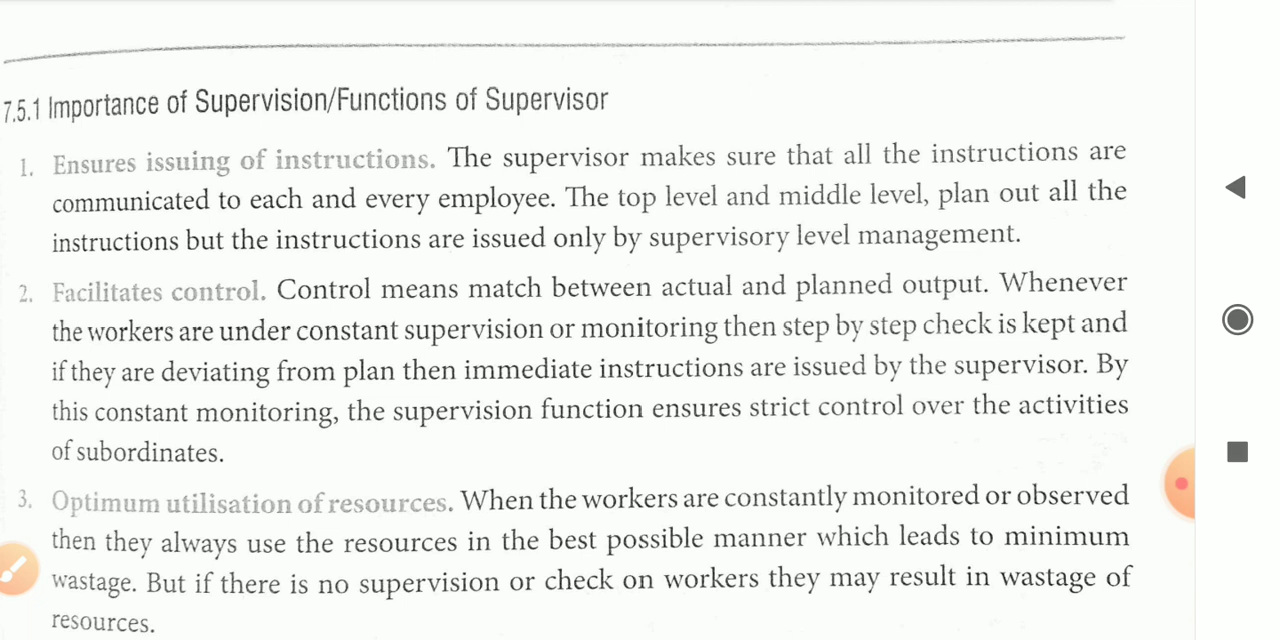 7.5.1 Importance of Supervision/Functions of Supervisor
1. Ensures issuing of instructions. The supervisor makes sure that all the instructions are
communicated to each and every employee. The top level and middle level, plan out all the
instructions but the instructions are issued only by supervisory level management.
2. Facilitates control. Control means match between actual and planned output. Whenever
the workers are under constant supervision or monitoring then step by step check is kept and
if they are deviating from plan then immediate instructions are issued by the supervisor. By
this constant monitoring, the supervision function ensures strict control over the activities
of subordinates.
3. Optimum utilisation of resources. When the workers are constantly monitored or observed
then they always use the resources in the best possible manner which leads to minimum
wastage. But if there is no supervision or check on workers they may result in wastage of
resources.